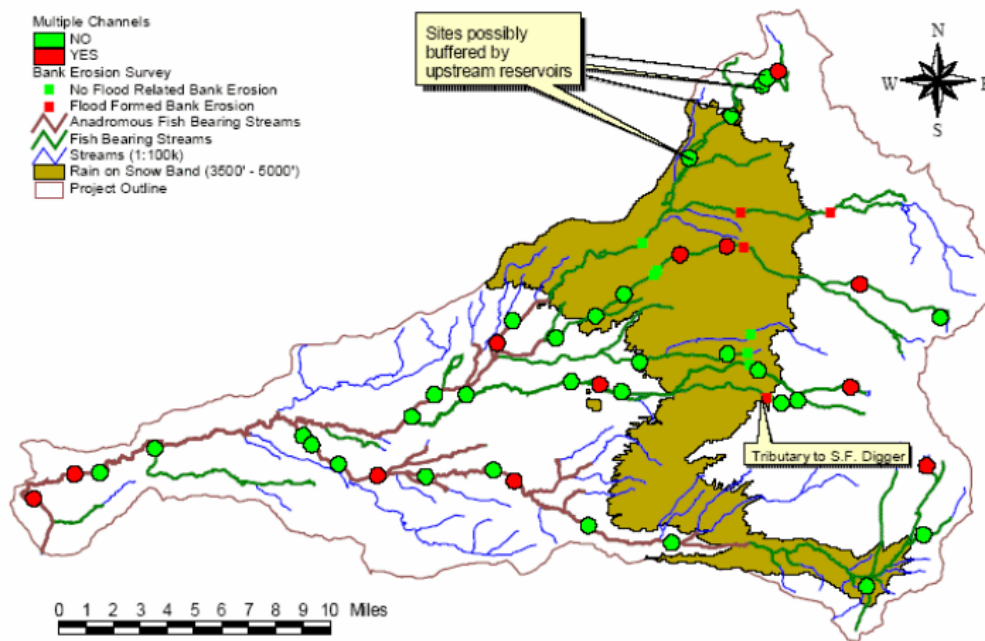 Multiple Channels
NO
YES
Bank Erosion Survey
No Flood Related Bank Erosion
Flood Formed Bank Erosion
Anadromous Fish Bearing Streams
Fish Bearing Streams
Streams (1:100k)
Rain on Snow Band (3500' - 5000')
Project Outline
Sites possibly
buffered by
upstream reservoirs
N
W
E
S
Tributary to S.F. Digger
0 1 2 3 4 5 6 7 8 9 10 Miles